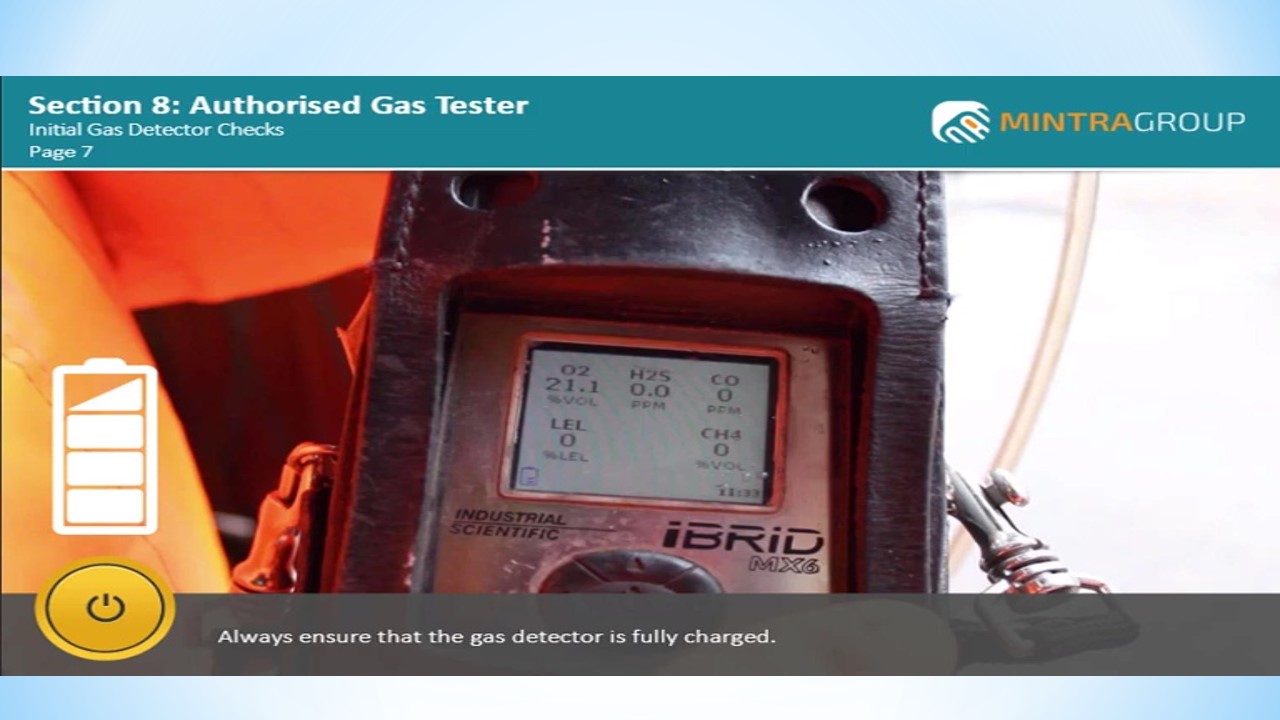 Section 8: Authorised Gas Tester
Initial Gas Detector Checks
Page 7
MINTRAGROUP
O2 H2S CO
21.1 0.0 0
%VOL PPM PPM
LEL CH4
0 0
%LEL %VOL
11:33
INDUSTRIAL
SCIENTIFIC
iBRiD
MX6
Always ensure that the gas detector is fully charged.